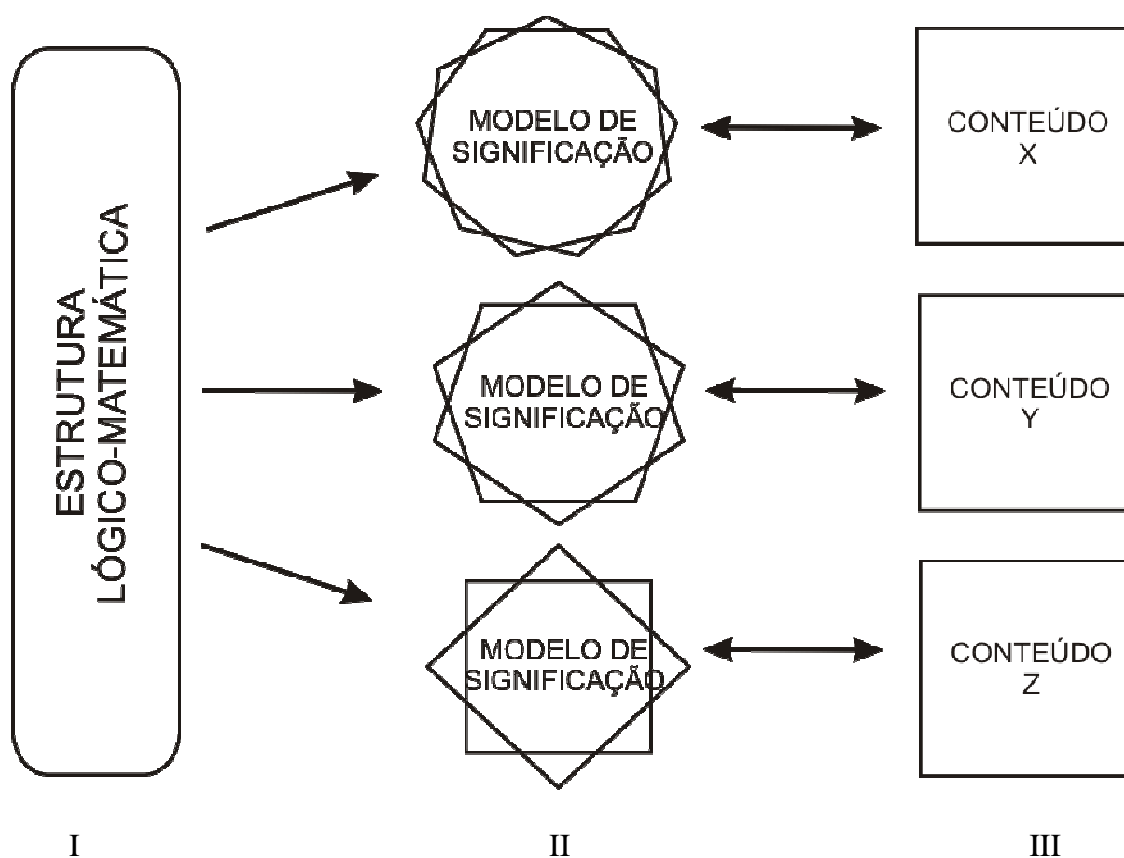 ESTRUTURA
LÓGICO-MATEMÁTICA
MODELO DE
SIGNIFICAÇÃO
CONTEÚDO
X
MODELO DE
SIGNIFICAÇÃO
CONTEÚDO
Y
MODELO DE
SIGNIFICAÇÃO
CONTEÚDO
Z
I
II
III